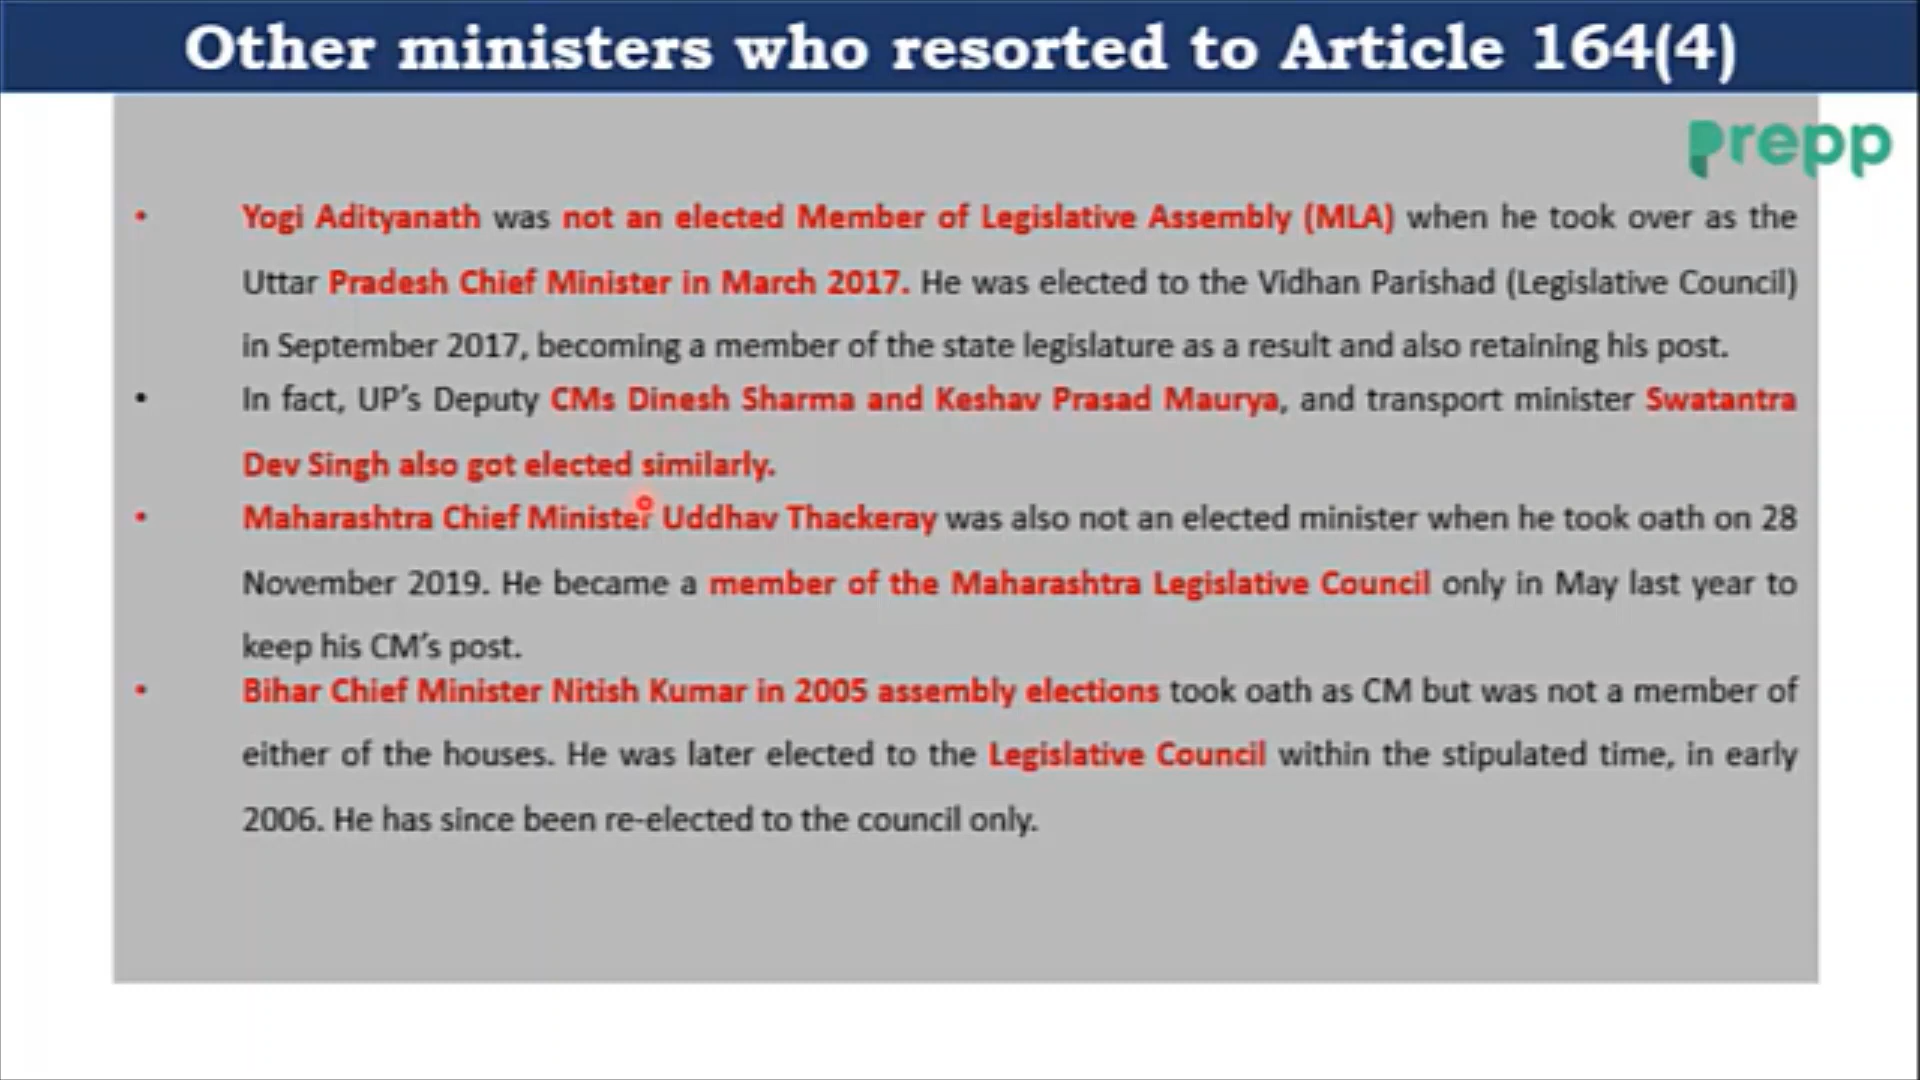 Other ministers who resorted to Article 164(4)
prepp
• Yogi Adityanath was not an elected Member of Legislative Assembly (MLA) when he took over as the
Uttar Pradesh Chief Minister in March 2017. He was elected to the Vidhan Parishad (Legislative Council)
in September 2017, becoming a member of the state legislature as a result and also retaining his post.
• In fact, UP’s Deputy CMs Dinesh Sharma and Keshav Prasad Maurya, and transport minister Swatantra
Dev Singh also got elected similarly.
• Maharashtra Chief Minister Uddhav Thackeray was also not an elected minister when he took oath on 28
November 2019. He became a member of the Maharashtra Legislative Council only in May last year to
keep his CM’s post.
• Bihar Chief Minister Nitish Kumar in 2005 assembly elections took oath as CM but was not a member of
either of the houses. He was later elected to the Legislative Council within the stipulated time, in early
2006. He has since been re-elected to the council only.